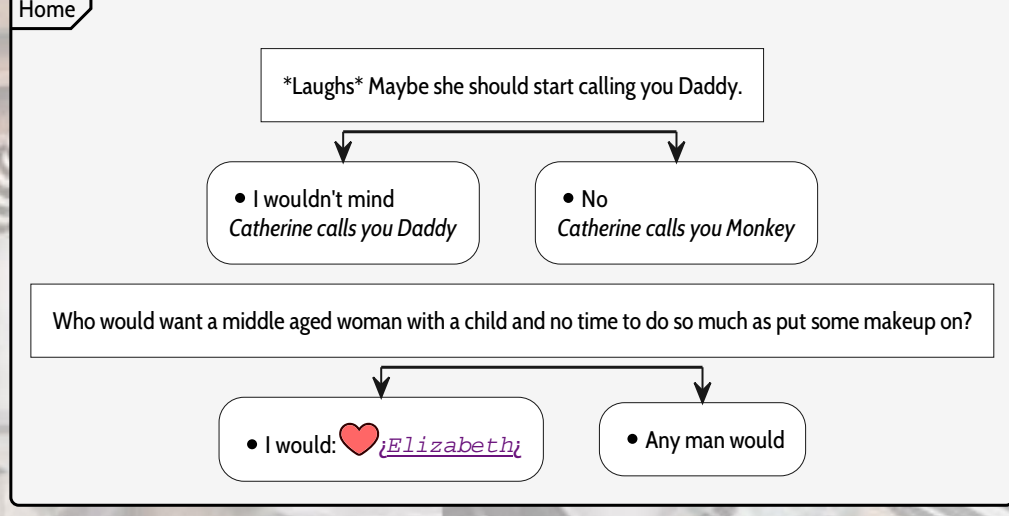 Home
*Laughs* Maybe she should start calling you Daddy.
• I wouldn't mind
Catherine calls you Daddy
• No
Catherine calls you Monkey
Who would want a middle aged woman with a child and no time to do so much as put some makeup on?
• I would: ❤¿Elizabeth¿
• Any man would